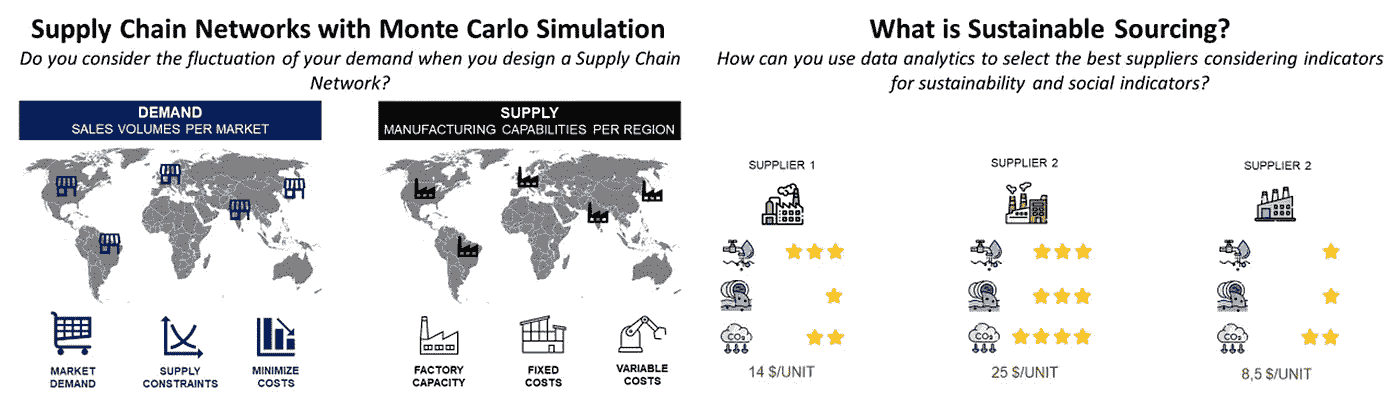 Supply Chain Networks with Monte Carlo Simulation
Do you consider the fluctuation of your demand when you design a Supply Chain
Network?
DEMAND
SALES VOLUMES PER MARKET
SUPPLY
MANUFACTURING CAPABILITIES PER REGION
MARKET
DEMAND
SUPPLY
CONSTRAINTS
MINIMIZE
COSTS
FACTORY
CAPACITY
FIXED
COSTS
VARIABLE
COSTS
What is Sustainable Sourcing?
How can you use data analytics to select the best suppliers considering indicators
for sustainability and social indicators?
SUPPLIER 1
SUPPLIER 2
SUPPLIER 2
CO₂
CO₂
CO₂
14 $/UNIT
25 $/UNIT
8,5 $/UNIT